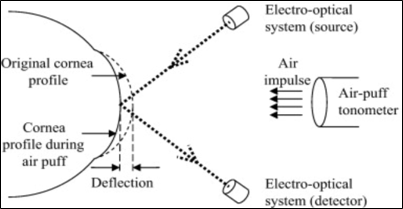 Electro-optical
system (source)
Original cornea
profile
Air
impulse
Air-puff
tonometer
Cornea
profile during
air puff
Deflection
Electro-optical
system (detector)